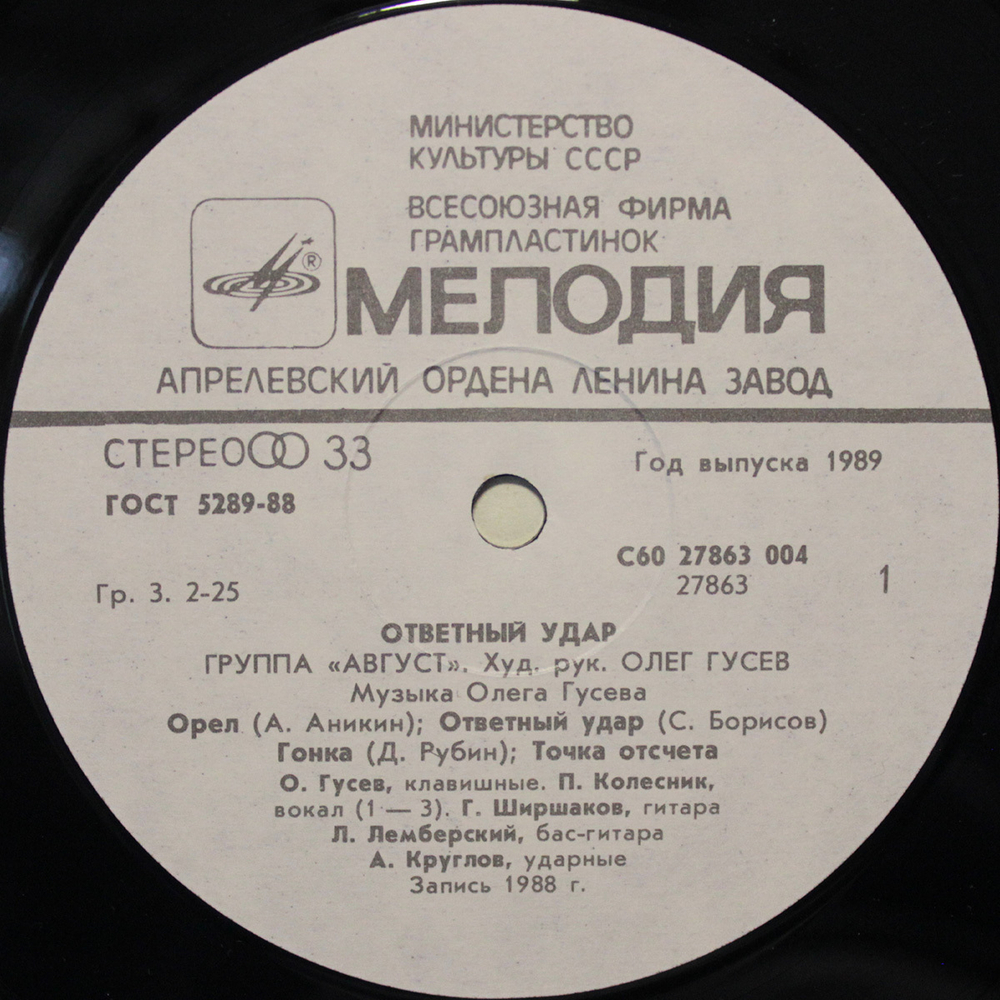 МИНИСТЕРСТВО
КУЛЬТУРЫ СССР
ВСЕСОЮЗНАЯ ФИРМА
ГРАМПЛАСТИНОК
®
МЕЛОДИЯ
АПРЕЛЕВСКИЙ ОРДЕНА ЛЕНИНА ЗАВОД
СТЕРЕО 33
Год выпуска 1989
ГОСТ 5289-88
С60 27863 004
27863
1
Гр. 3. 2-25
ОТВЕТНЫЙ УДАР
ГРУППА «АВГУСТ». Худ. рук. ОЛЕГ ГУСЕВ
Музыка Олега Гусева
Орел (А. Аникин); Ответный удар (С. Борисов)
Гонка (Д. Рубин); Точка отсчета
О. Гусев, клавишные. П. Колесник,
вокал (1 — 3). Г. Ширшаков, гитара
Л. Лемберский, бас-гитара
А. Круглов, ударные
Запись 1988 г.